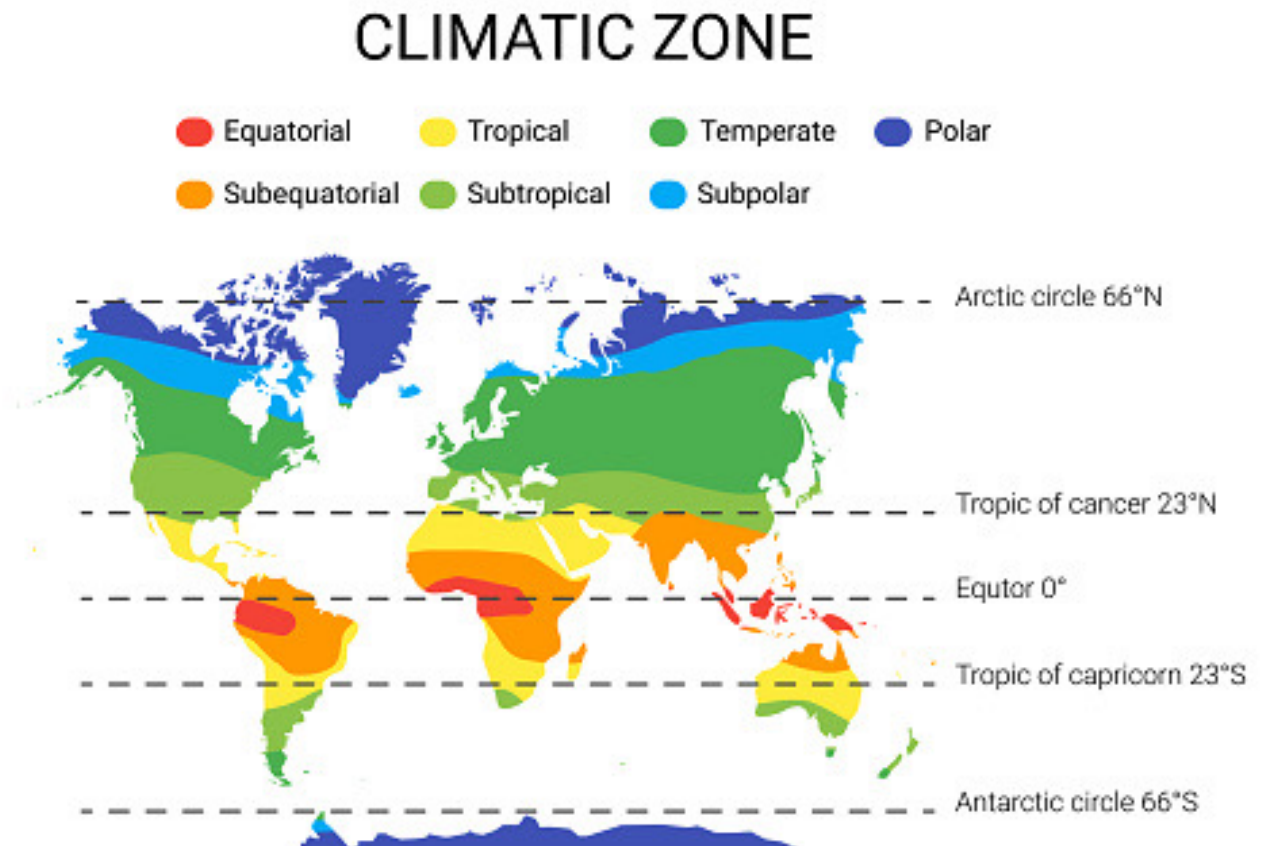 CLIMATIC ZONE
Equatorial Tropical Temperate Polar
Subequatorial Subtropical Subpolar
Arctic circle 66°N
Tropic of cancer 23°N
Equtor 0°
Tropic of capricorn 23°S
Antarctic circle 66°S